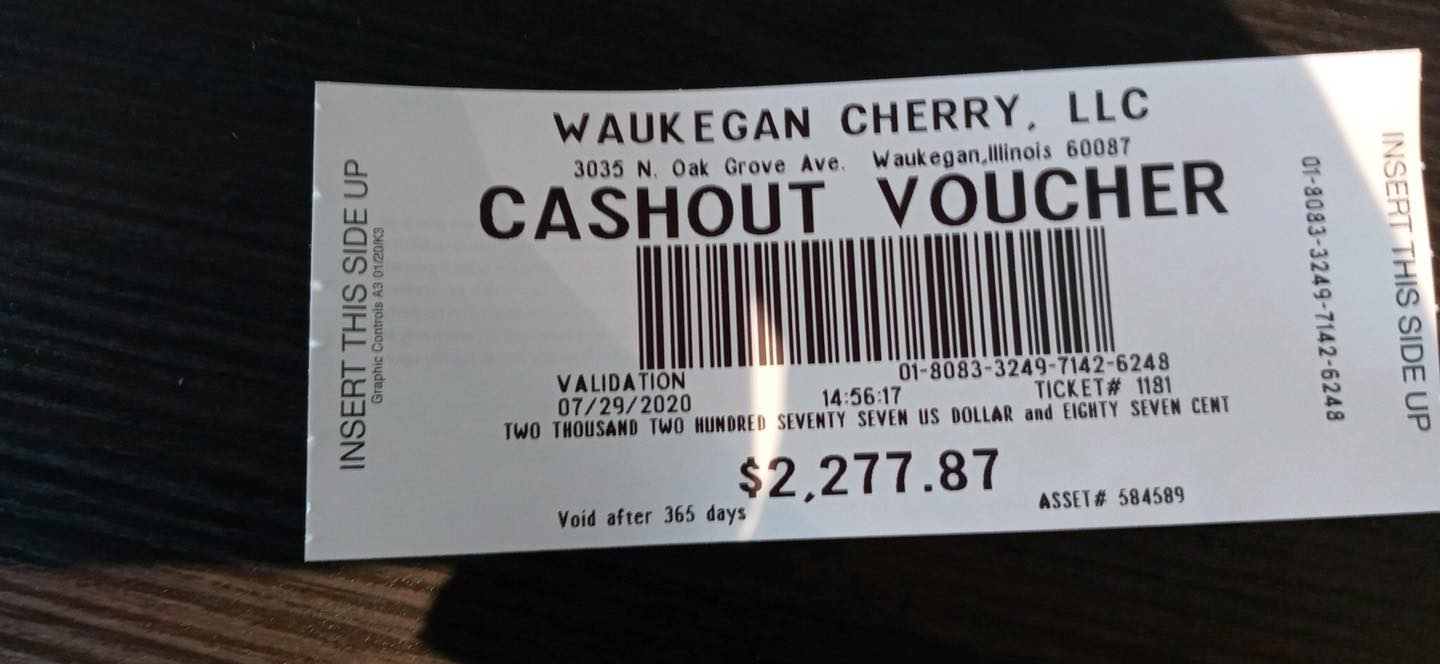 WAUKEGAN CHERRY, LLC
3035 N. Oak Grove Ave. Waukegan,Illinois 60087
CASHOUT VOUCHER
INSERT THIS SIDE UP
Graphic Controls A3 01/20/K3
01-8083-3249-7142-6248
VALIDATION
07/29/2020 14:56:17 TICKET# 1181
TWO THOUSAND TWO HUNDRED SEVENTY SEVEN US DOLLAR and EIGHTY SEVEN CENT
$2,277.87
Void after 365 days
ASSET# 584589
01-8083-3249-7142-6248
INSERT THIS SIDE UP